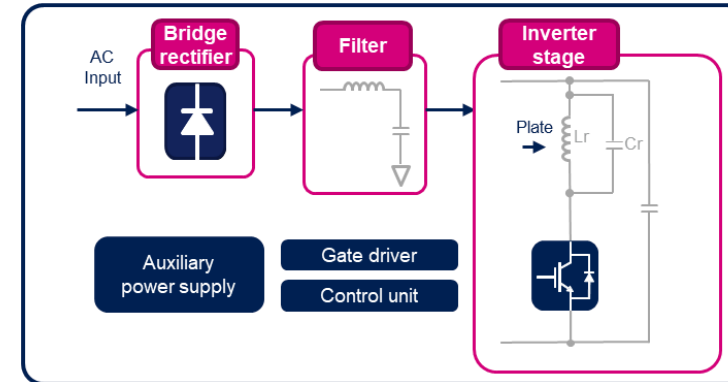 Bridge
rectifier
Filter
Inverter
stage
AC
Input
Plate
Lr
Cr
Auxiliary
power supply
Gate driver
Control unit